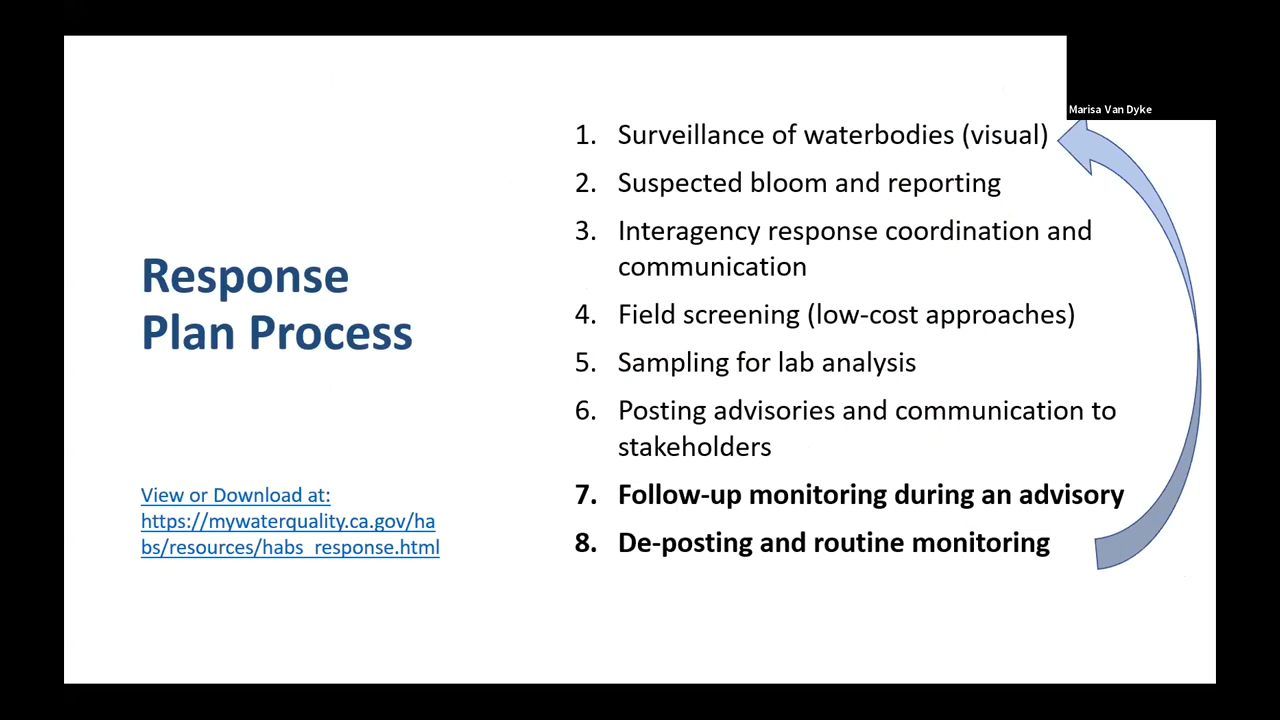 Marisa Van Dyke
Response
Plan Process
View or Download at:
https://mywaterquality.ca.gov/ha
bs/resources/habs_response.html
1. Surveillance of waterbodies (visual)
2. Suspected bloom and reporting
3. Interagency response coordination and
communication
4. Field screening (low-cost approaches)
5. Sampling for lab analysis
6. Posting advisories and communication to
stakeholders
7. Follow-up monitoring during an advisory
8. De-posting and routine monitoring